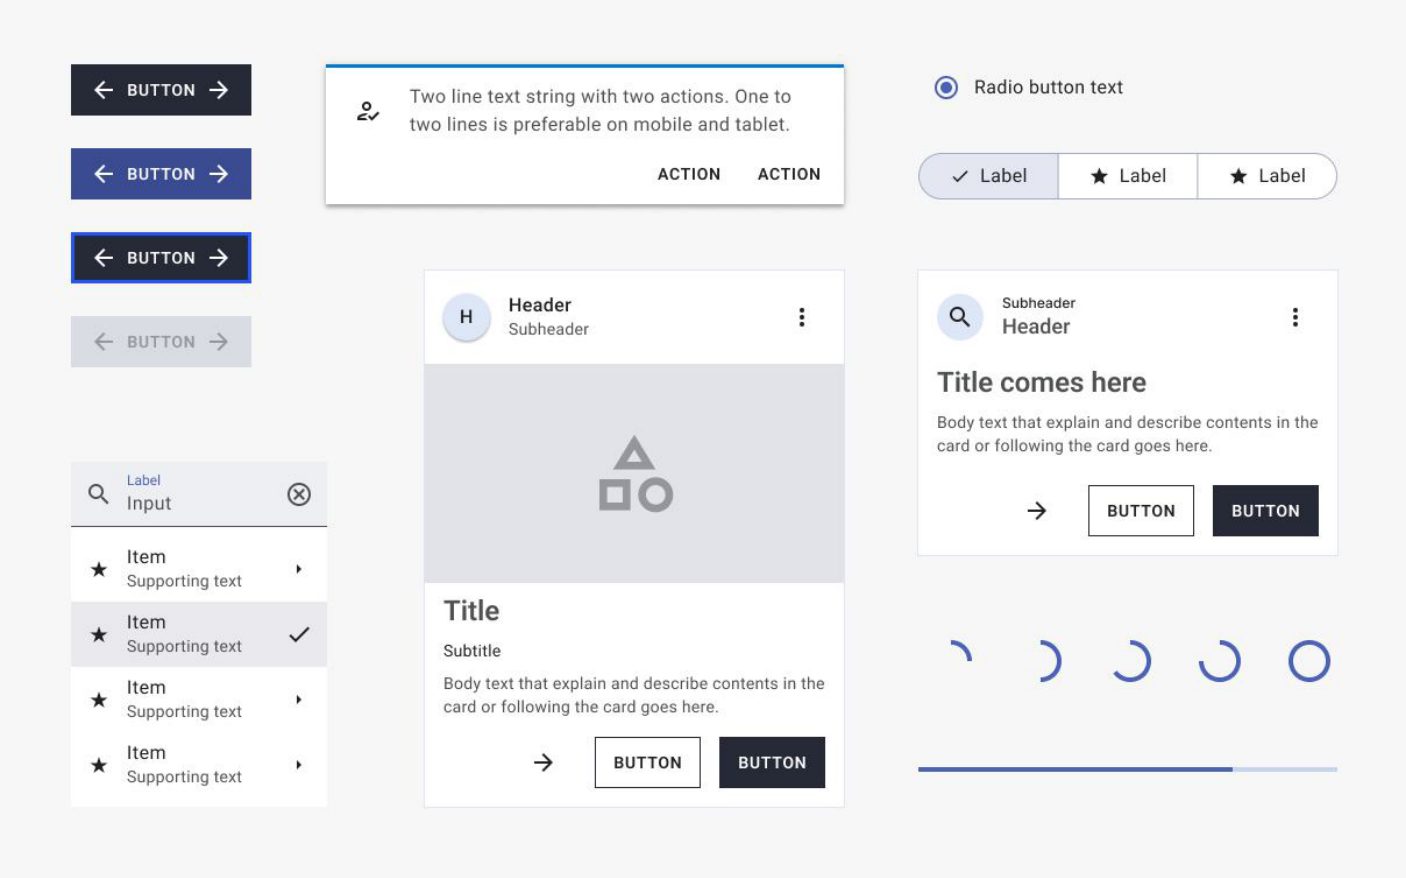 BUTTON
BUTTON
BUTTON
BUTTON
Label
Input
Item
Supporting text
Item
Supporting text
Item
Supporting text
Item
Supporting text
Two line text string with two actions. One to
two lines is preferable on mobile and tablet.
ACTION ACTION
H
Header
Subheader
Title
Subtitle
Body text that explain and describe contents in the
card or following the card goes here.
BUTTON BUTTON
Radio button text
Label Label Label
Subheader
Header
Title comes here
Body text that explain and describe contents in the
card or following the card goes here.
BUTTON BUTTON